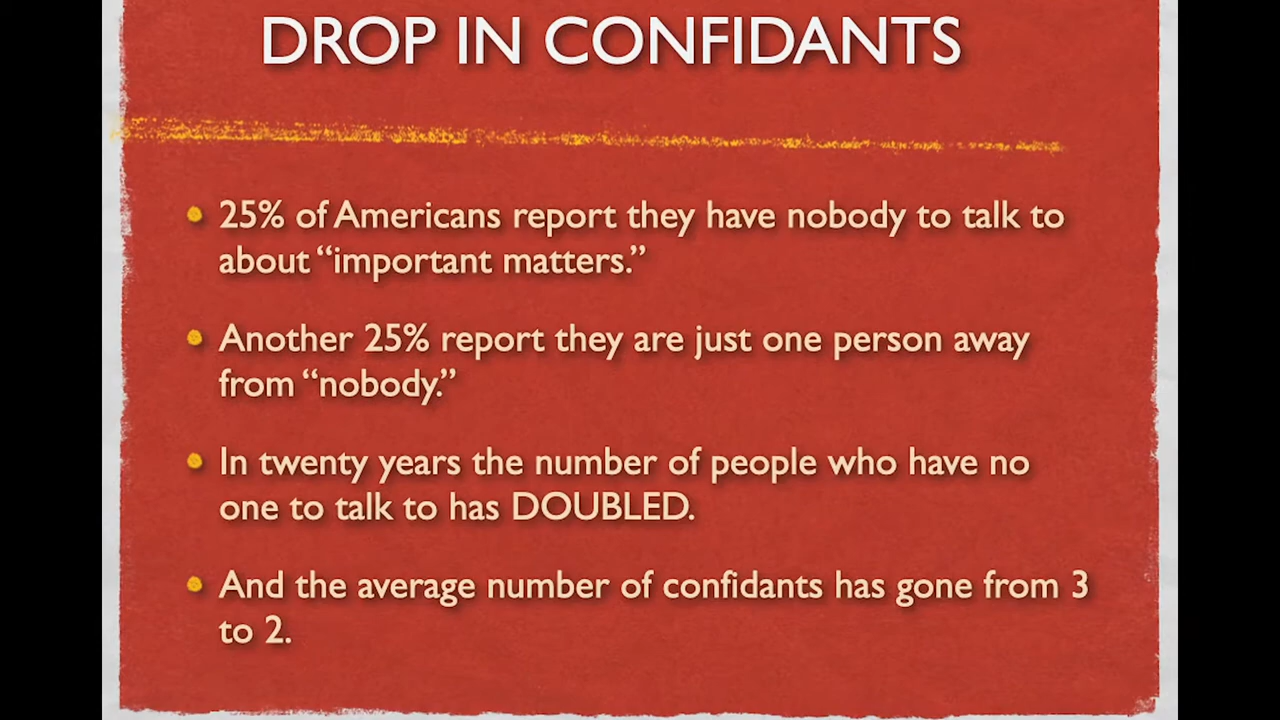 DROP IN CONFIDANTS
25% of Americans report they have nobody to talk to
about “important matters.”
Another 25% report they are just one person away
from “nobody.”
In twenty years the number of people who have no
one to talk to has DOUBLED.
And the average number of confidants has gone from 3
to 2.